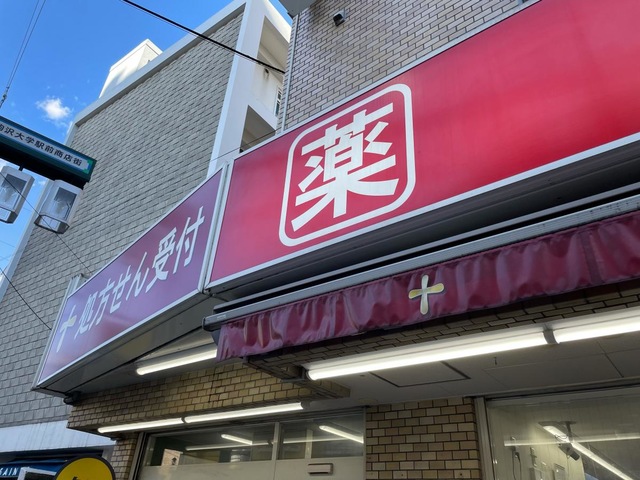 駒沢大学駅前商店街
処方せん受付
薬